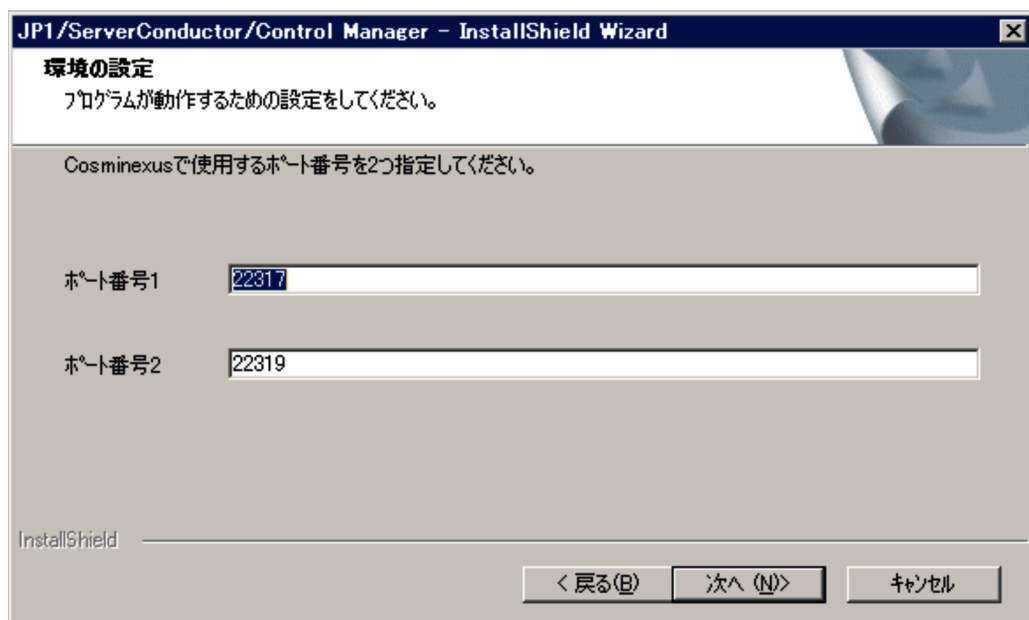 JP1/ServerConductor/Control Manager - InstallShield Wizard
環境の設定
プログラムが動作するための設定をしてください。
Cosminexusで使用するポート番号を2つ指定してください。
ポート番号1 22317
ポート番号2 22319
InstallShield
< 戻る(B) 次へ (N)> キャンセル